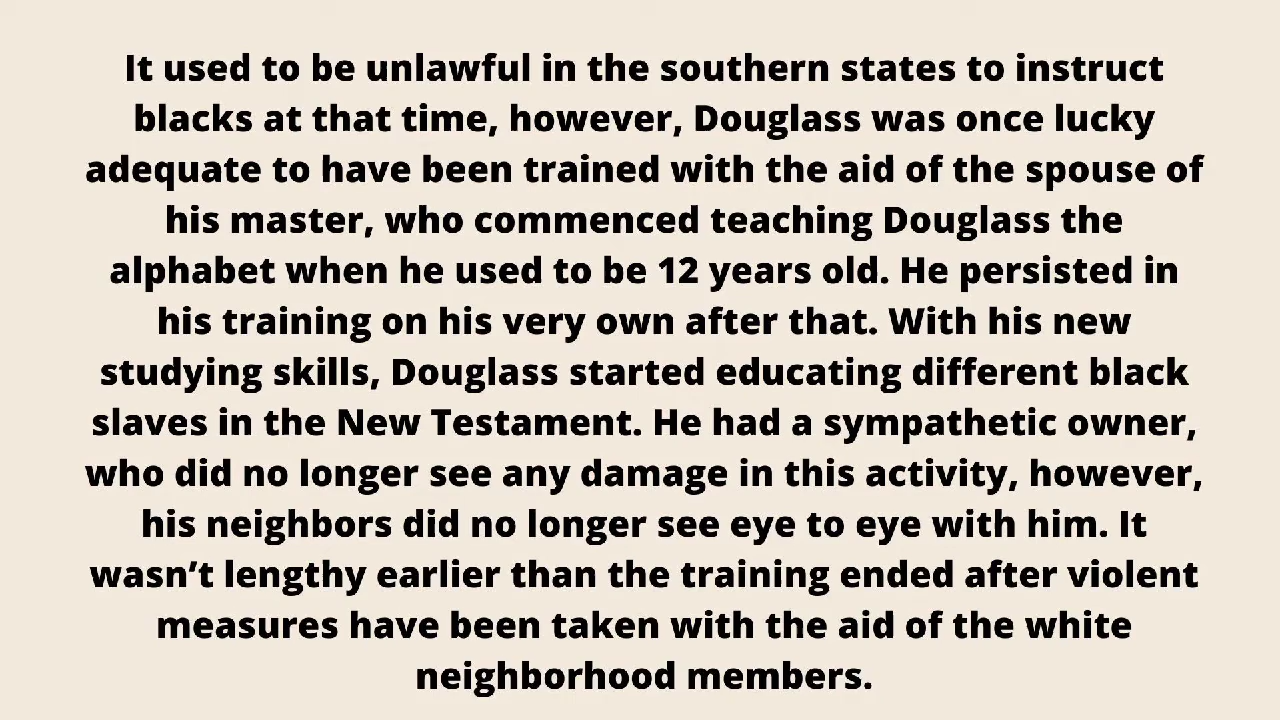 It used to be unlawful in the southern states to instruct
blacks at that time, however, Douglass was once lucky
adequate to have been trained with the aid of the spouse of
his master, who commenced teaching Douglass the
alphabet when he used to be 12 years old. He persisted in
his training on his very own after that. With his new
studying skills, Douglass started educating different black
slaves in the New Testament. He had a sympathetic owner,
who did no longer see any damage in this activity, however,
his neighbors did no longer see eye to eye with him. It
wasn’t lengthy earlier than the training ended after violent
measures have been taken with the aid of the white
neighborhood members.